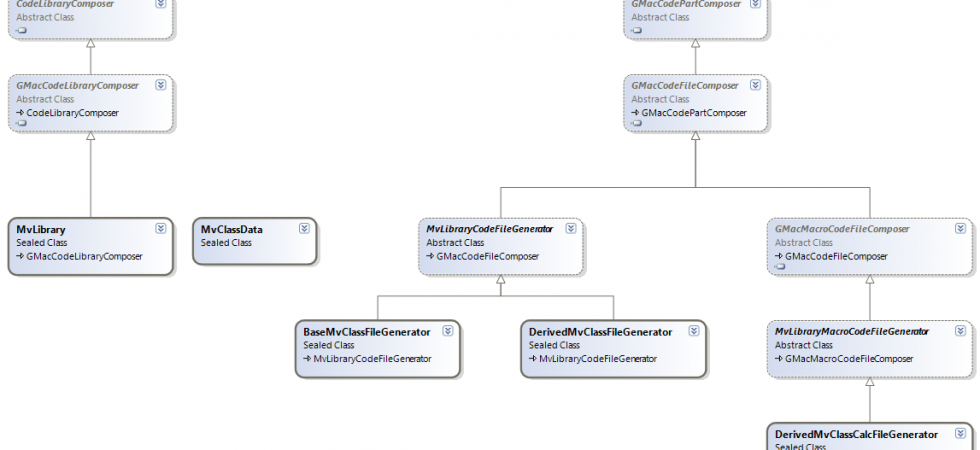 CodeLibraryComposer
Abstract Class
GMacCodePartComposer
Abstract Class
GMacCodeLibraryComposer
Abstract Class
CodeLibraryComposer
GMacCodeFileComposer
Abstract Class
GMacCodePartComposer
MvLibrary
Sealed Class
GMacCodeLibraryComposer
MvClassData
Sealed Class
MvLibraryCodeFileGenerator
Abstract Class
GMacCodeFileComposer
GMacMacroCodeFileComposer
Abstract Class
GMacCodeFileComposer
BaseMvClassFileGenerator
Sealed Class
MvLibraryCodeFileGenerator
DerivedMvClassFileGenerator
Sealed Class
MvLibraryCodeFileGenerator
MvLibraryMacroCodeFileGenerator
Abstract Class
GMacMacroCodeFileComposer
DerivedMvClassCalcFileGenerator
Sealed Class